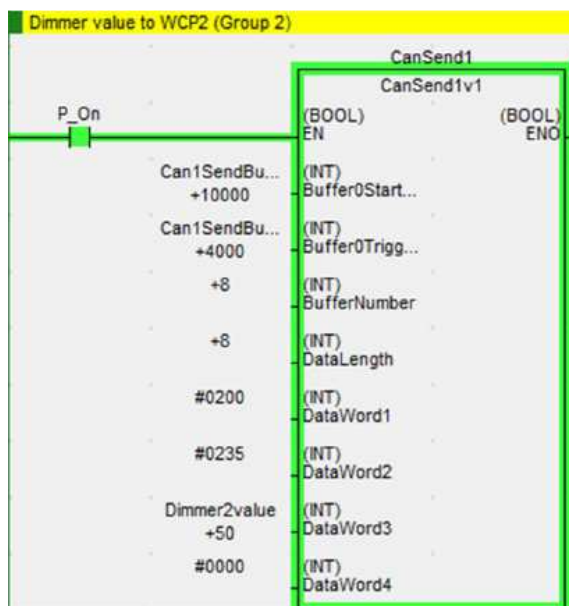 Dimmer value to WCP2 (Group 2)
CanSend1
CanSend1v1
P_On
(BOOL) (BOOL)
EN ENO
Can1SendBu... (INT)
+10000 Buffer0Start...
Can1SendBu... (INT)
+4000 Buffer0Trigg...
+8 (INT)
BufferNumber
+8 (INT)
DataLength
#0200 (INT)
DataWord1
#0235 (INT)
DataWord2
Dimmer2value (INT)
+50 DataWord3
#0000 (INT)
DataWord4